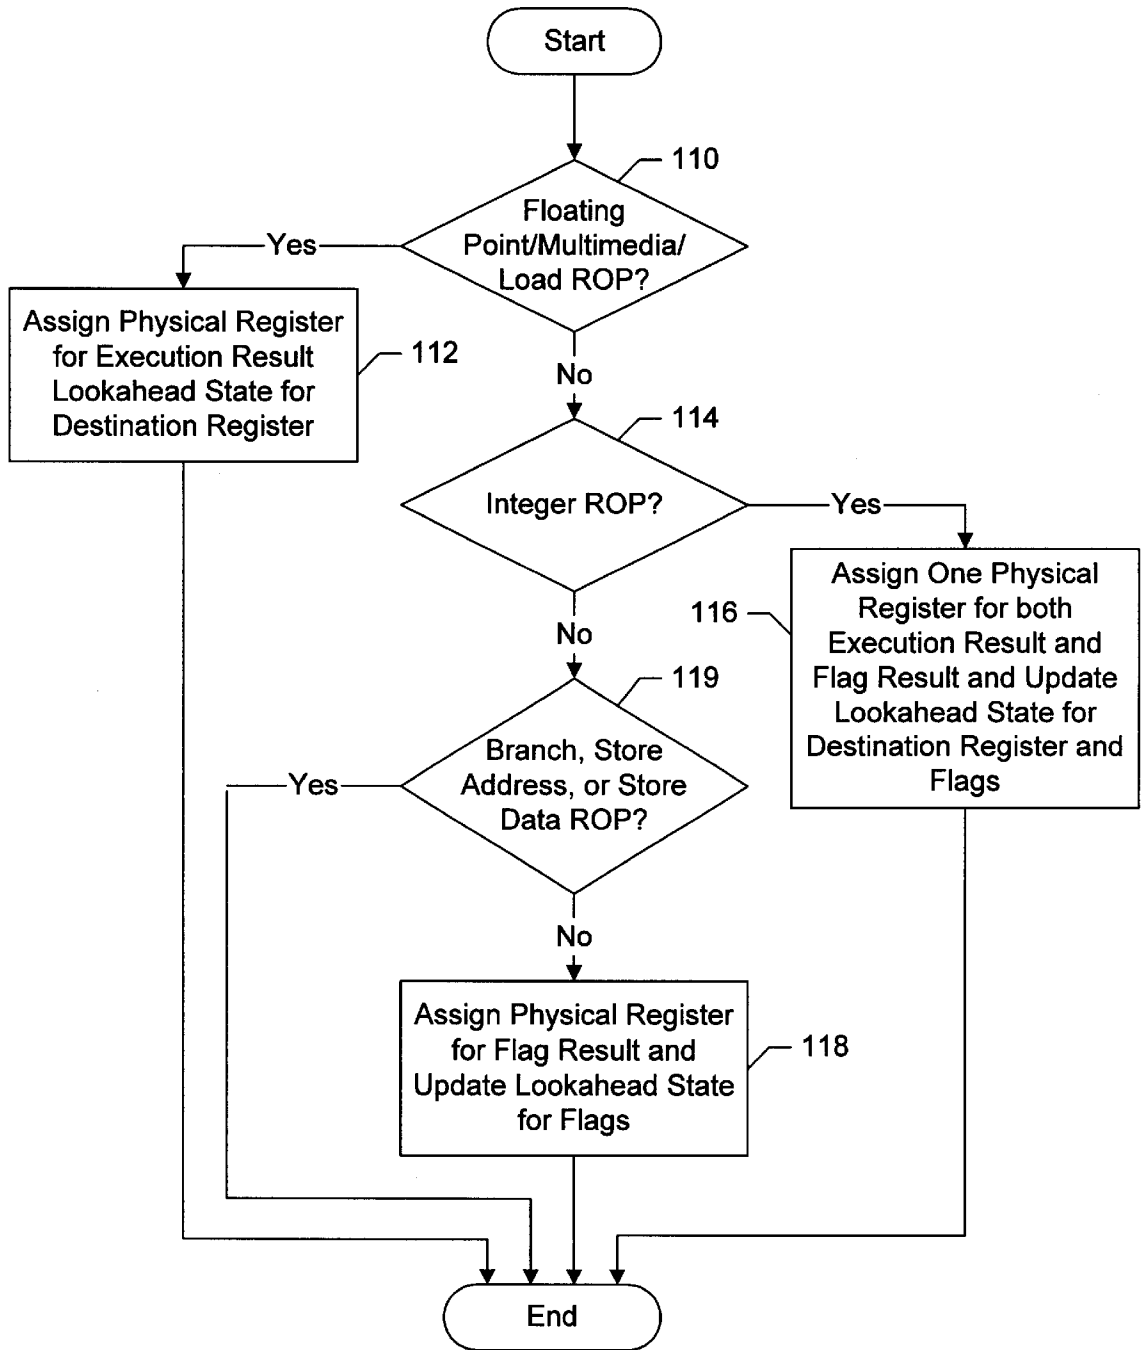 Start
110
Floating
Point/Multimedia/
Load ROP?
Yes
Assign Physical Register
for Execution Result
Lookahead State for
Destination Register
112
No
114
Integer ROP?
Yes
Assign One Physical
Register for both
Execution Result and
Flag Result and Update
Lookahead State for
Destination Register and
Flags
116
No
119
Branch, Store
Address, or Store
Data ROP?
Yes
No
Assign Physical Register
for Flag Result and
Update Lookahead State
for Flags
118
End